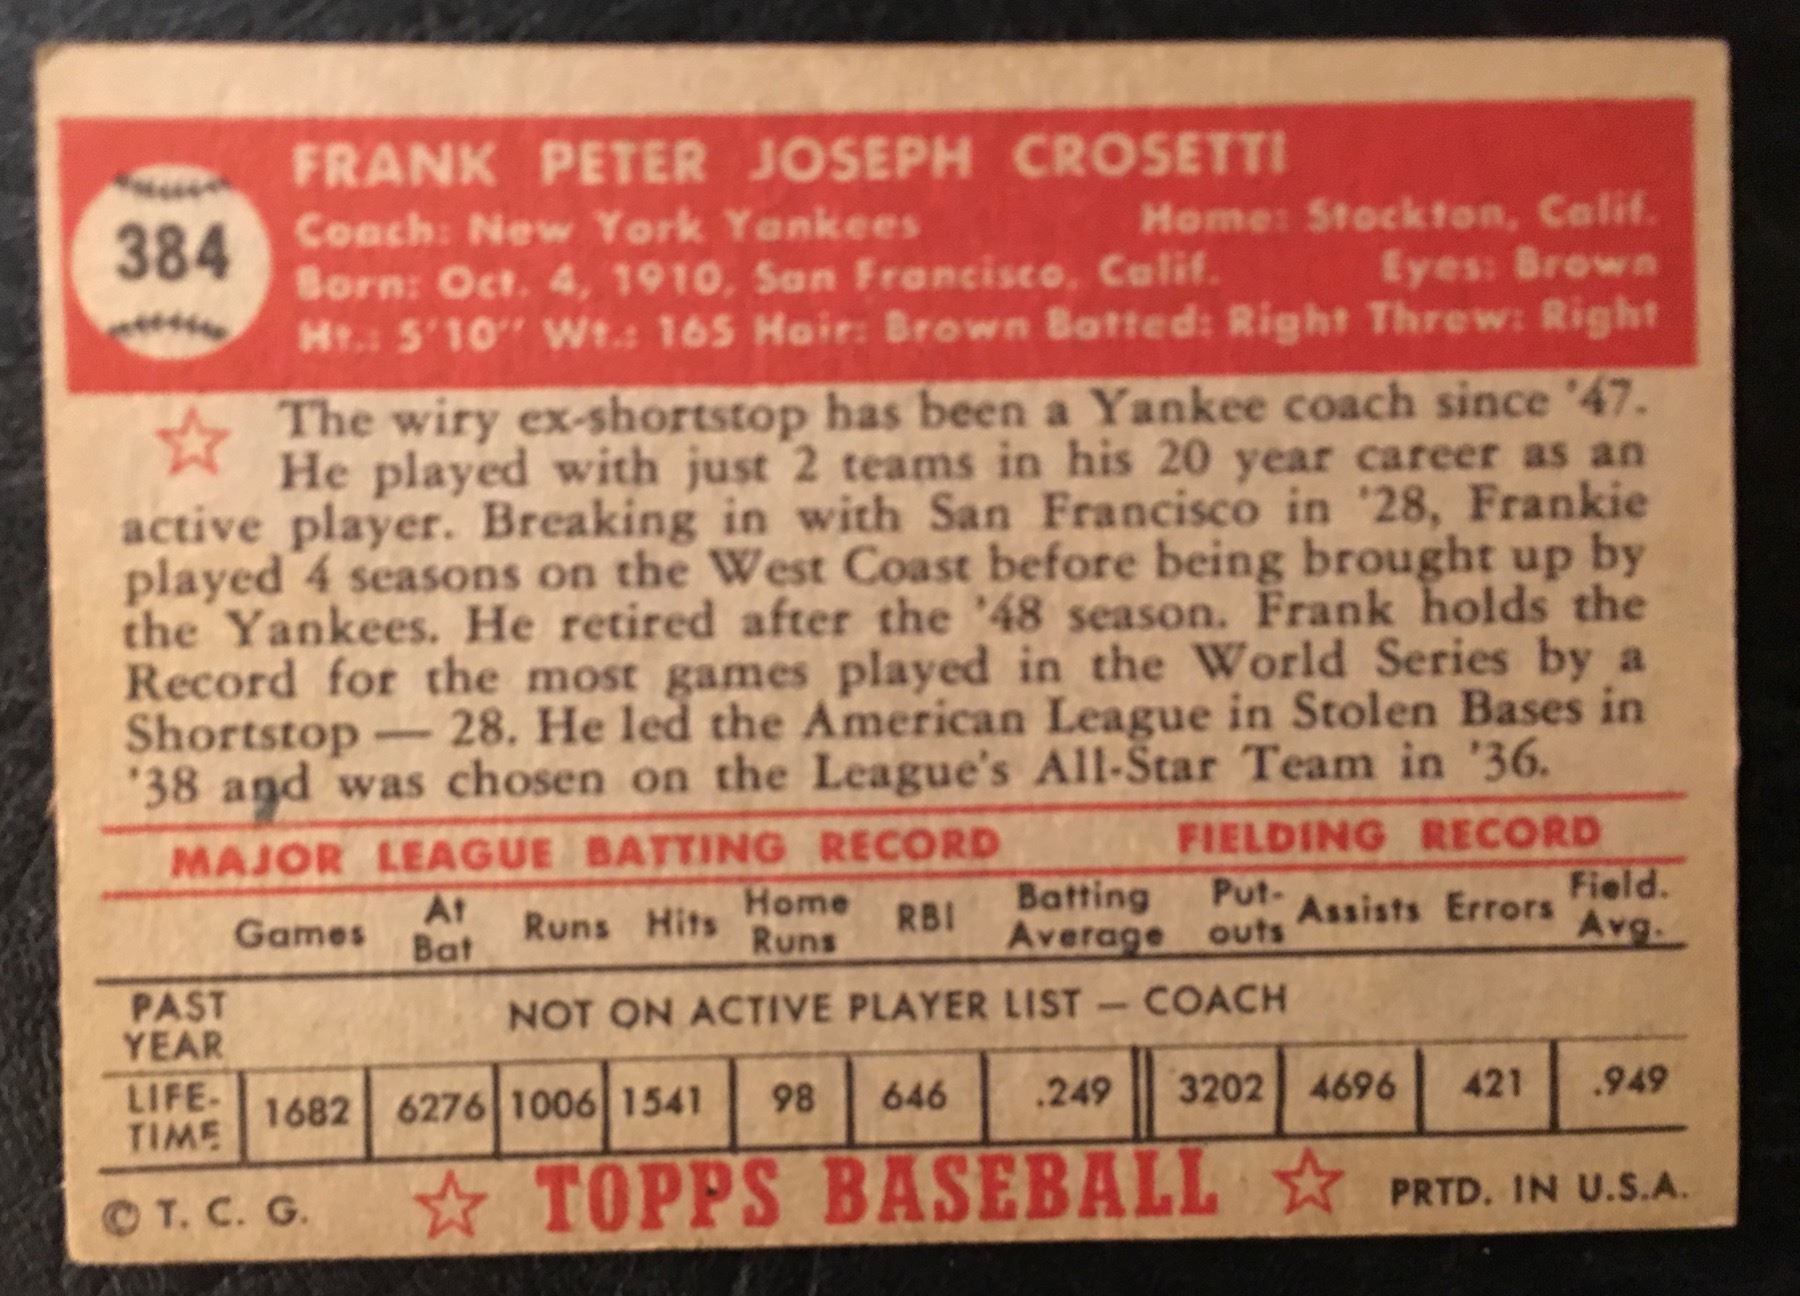 384
FRANK PETER JOSEPH CROSETTI
Coach: New York Yankees Home: Stockton, Calif.
Born: Oct. 4, 1910, San Francisco, Calif. Eyes: Brown
Ht.: 5'10" Wt.: 165 Hair: Brown Batted: Right Threw: Right
The wiry ex-shortstop has been a Yankee coach since '47.
He played with just 2 teams in his 20 year career as an
active player. Breaking in with San Francisco in '28, Frankie
played 4 seasons on the West Coast before being brought up by
the Yankees. He retired after the '48 season. Frank holds the
Record for the most games played in the World Series by a
Shortstop — 28. He led the American League in Stolen Bases in
'38 and was chosen on the League's All-Star Team in '36.
MAJOR LEAGUE BATTING RECORD FIELDING RECORD
Games At Bat Runs Hits Home Runs RBI Batting Average Put-outs Assists Errors Field. Avg.
PAST YEAR NOT ON ACTIVE PLAYER LIST — COACH
LIFE-TIME 1682 6276 1006 1541 98 646 .249 3202 4696 421 .949
© T. C. G. TOPPS BASEBALL PRTD. IN U.S.A.